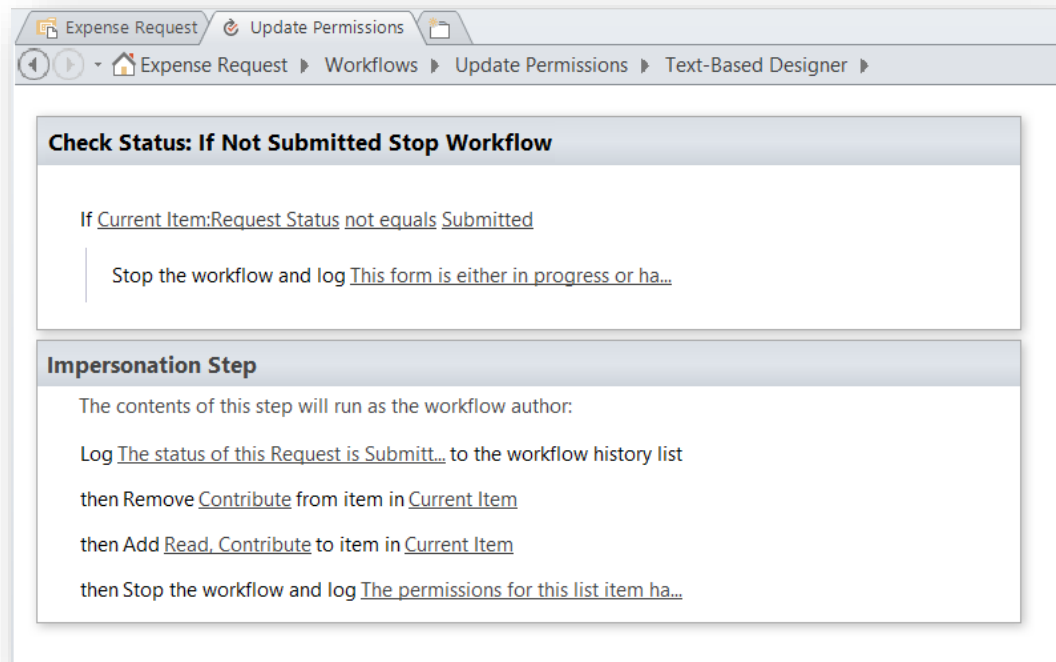 Expense Request Update Permissions
Expense Request Workflows Update Permissions Text-Based Designer
Check Status: If Not Submitted Stop Workflow
If Current Item:Request Status not equals Submitted
Stop the workflow and log This form is either in progress or ha...
Impersonation Step
The contents of this step will run as the workflow author:
Log The status of this Request is Submitt... to the workflow history list
then Remove Contribute from item in Current Item
then Add Read, Contribute to item in Current Item
then Stop the workflow and log The permissions for this list item ha...